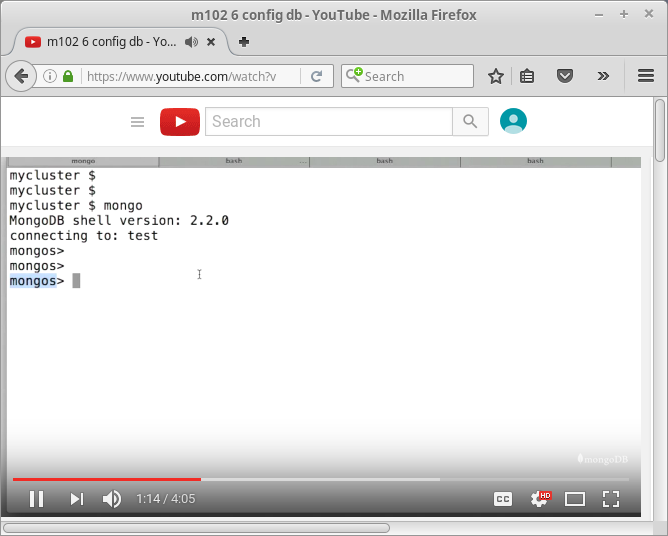 m102 6 config db - YouTube - Mozilla Firefox
m102 6 config db - Yo...
https://www.youtube.com/watch?v
Search
Search
mongo bash ... bash bash
mycluster $
mycluster $
mycluster $ mongo
MongoDB shell version: 2.2.0
connecting to: test
mongos>
mongos>
mongos>
mongoDB
1:14 / 4:05
CC
HD